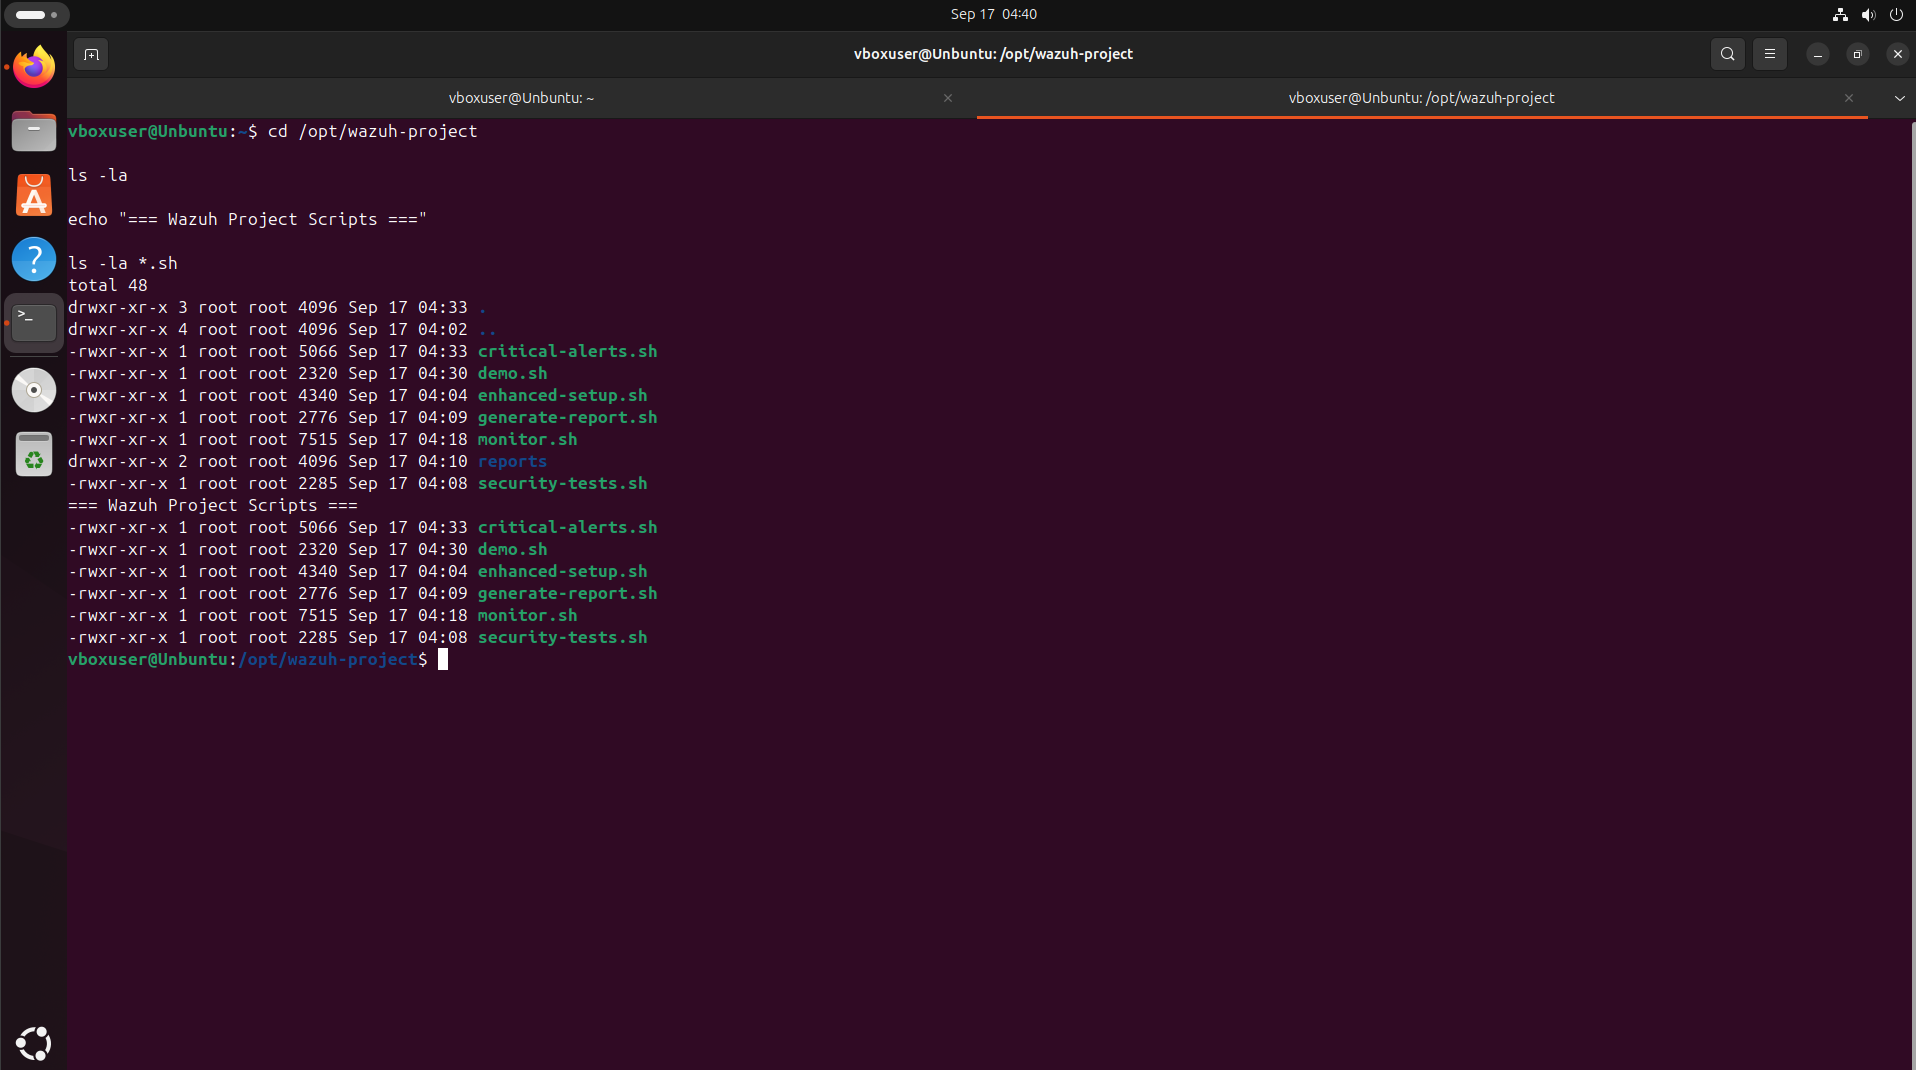 Sep 17 04:40
vboxuser@Unbuntu: /opt/wazuh-project
vboxuser@Unbuntu: ~
vboxuser@Unbuntu: /opt/wazuh-project
vboxuser@Unbuntu:~$ cd /opt/wazuh-project
ls -la
echo "=== Wazuh Project Scripts ==="
ls -la *.sh
total 48
drwxr-xr-x 3 root root 4096 Sep 17 04:33 .
drwxr-xr-x 4 root root 4096 Sep 17 04:02 ..
-rwxr-xr-x 1 root root 5066 Sep 17 04:33 critical-alerts.sh
-rwxr-xr-x 1 root root 2320 Sep 17 04:30 demo.sh
-rwxr-xr-x 1 root root 4340 Sep 17 04:04 enhanced-setup.sh
-rwxr-xr-x 1 root root 2776 Sep 17 04:09 generate-report.sh
-rwxr-xr-x 1 root root 7515 Sep 17 04:18 monitor.sh
drwxr-xr-x 2 root root 4096 Sep 17 04:10 reports
-rwxr-xr-x 1 root root 2285 Sep 17 04:08 security-tests.sh
=== Wazuh Project Scripts ===
-rwxr-xr-x 1 root root 5066 Sep 17 04:33 critical-alerts.sh
-rwxr-xr-x 1 root root 2320 Sep 17 04:30 demo.sh
-rwxr-xr-x 1 root root 4340 Sep 17 04:04 enhanced-setup.sh
-rwxr-xr-x 1 root root 2776 Sep 17 04:09 generate-report.sh
-rwxr-xr-x 1 root root 7515 Sep 17 04:18 monitor.sh
-rwxr-xr-x 1 root root 2285 Sep 17 04:08 security-tests.sh
vboxuser@Unbuntu:/opt/wazuh-project$